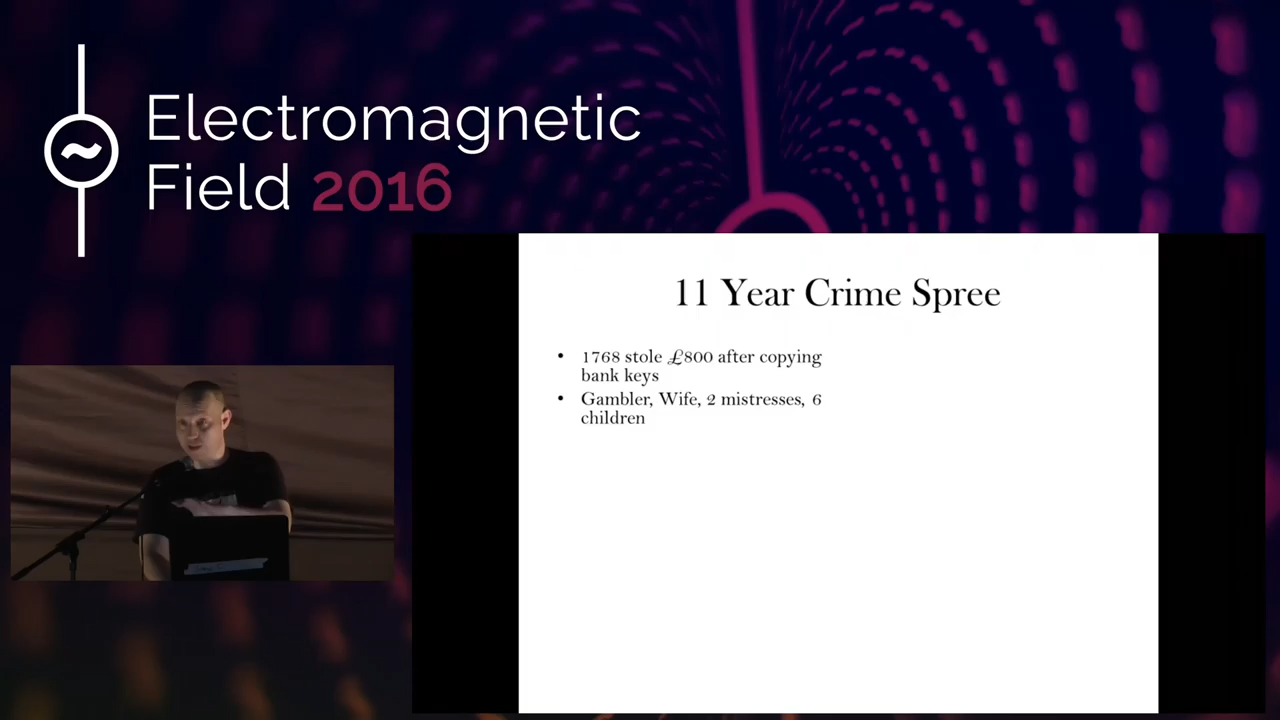 Electromagnetic
Field 2016
11 Year Crime Spree
• 1768 stole £800 after copying
bank keys
• Gambler, Wife, 2 mistresses, 6
children